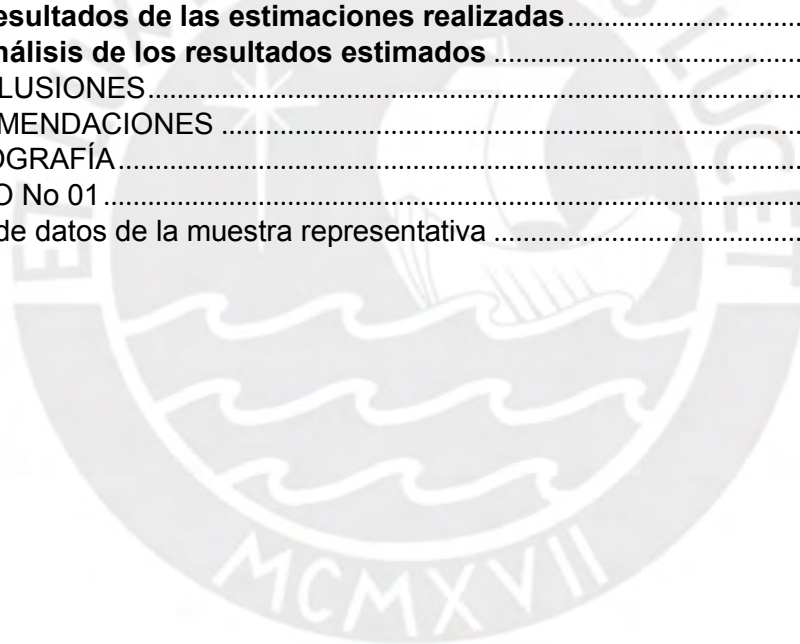 esultados de las estimaciones realizadas................................
nálisis de los resultados estimados ................................
LUSIONES................................
MENDACIONES ................................
OGRAFÍA................................
O No 01................................
de datos de la muestra representativa ................................
LUCET
MCMXVII